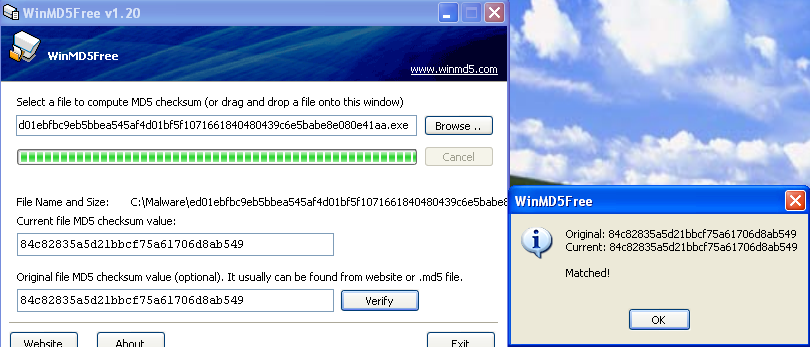 WinMD5Free v1.20
WinMD5Free
www.winmd5.com
Select a file to compute MD5 checksum (or drag and drop a file onto this window)
d01ebfbc9eb5bbea545af4d01bf5f1071661840480439c6e5babe8e080e41aa.exe
Browse ..
Cancel
File Name and Size: C:\Malware\ed01ebfbc9eb5bbea545af4d01bf5f1071661840480439c6e5babe8
Current file MD5 checksum value:
84c82835a5d21bbcf75a61706d8ab549
Original file MD5 checksum value (optional). It usually can be found from website or .md5 file.
84c82835a5d21bbcf75a61706d8ab549
Verify
Website
About
Exit
WinMD5Free
Original: 84c82835a5d21bbcf75a61706d8ab549
Current: 84c82835a5d21bbcf75a61706d8ab549
Matched!
OK